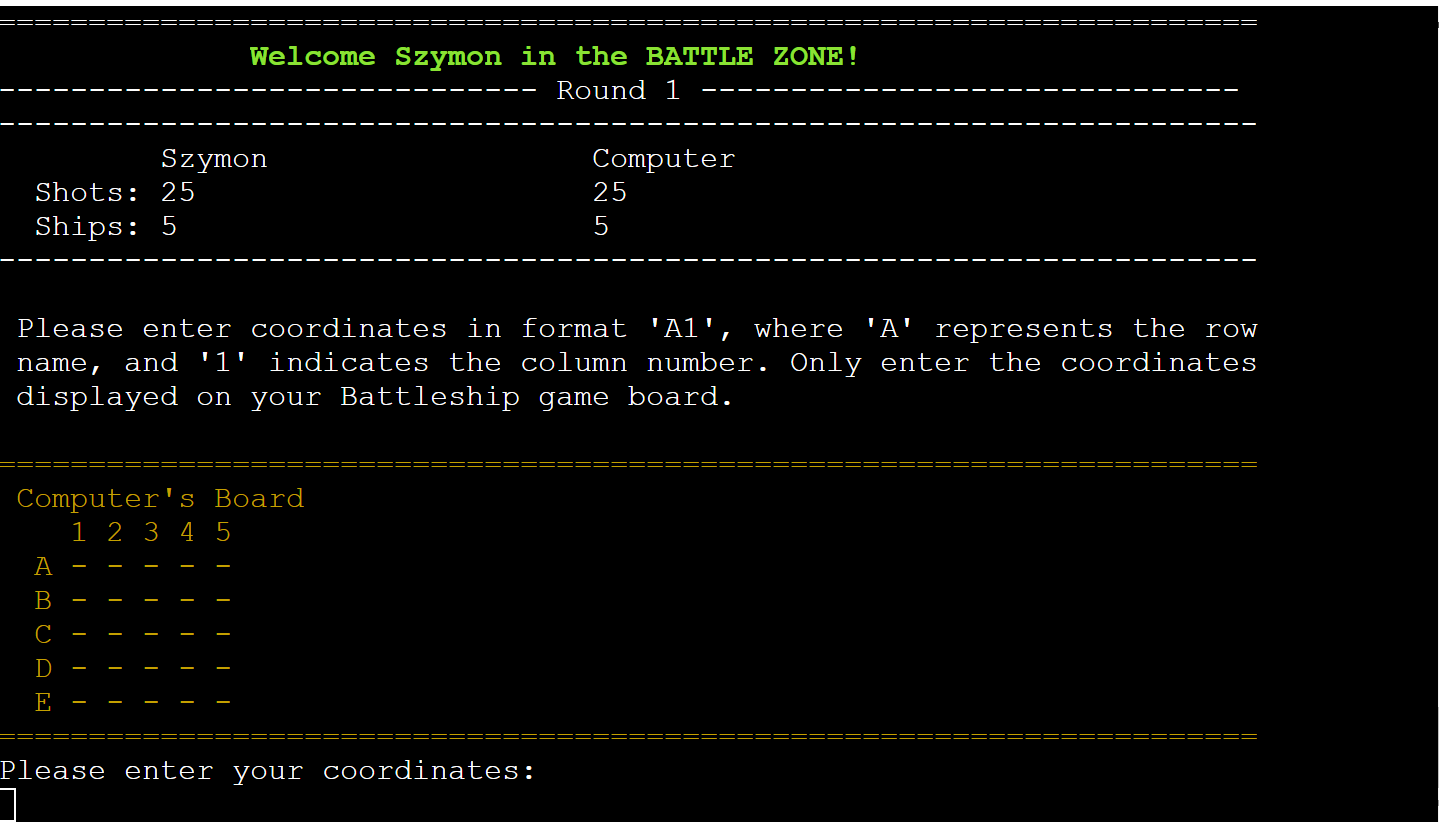 ======================================================================
Welcome Szymon in the BATTLE ZONE!
------------------------------ Round 1 ------------------------------
----------------------------------------------------------------------
Szymon Computer
Shots: 25 25
Ships: 5 5
----------------------------------------------------------------------
Please enter coordinates in format 'A1', where 'A' represents the row
name, and '1' indicates the column number. Only enter the coordinates
displayed on your Battleship game board.
======================================================================
Computer's Board
1 2 3 4 5
A - - - - -
B - - - - -
C - - - - -
D - - - - -
E - - - - -
======================================================================
Please enter your coordinates: